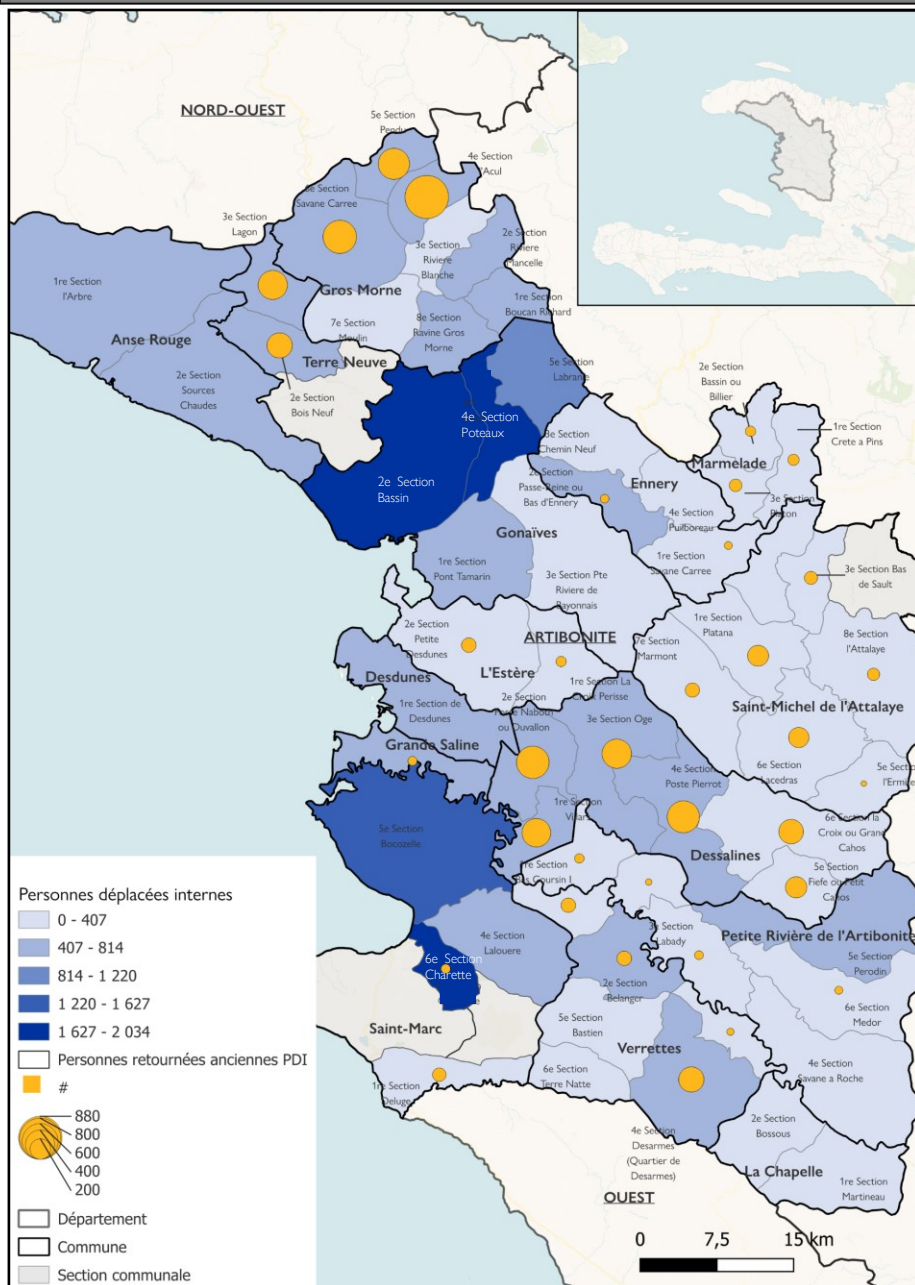 NORD-OUEST
5e Section
4e Section
l'Acul
Savane Carree
3e Section
Lagon
3e Section
Riviere
Blanche
2e Section
Riviere
Mancelle
1re Section
l'Arbre
Gros Morne
1re Section
Boucan Richard
7e Section
Moulin
8e Section
Ravine Gros
Morne
Anse Rouge
Terre Neuve
2e Section
Sources
Chaudes
2e Section
Bois Neuf
5e Section
Labranle
4e Section
Poteaux
2e Section
Bassin ou
Billier
1re Section
Crete a Pins
3e Section
Chemin Neuf
Marmelade
2e Section
Bassin
2e Section
Passe-Reine ou
Bas d'Ennery
Ennery
3e Section
Platon
4e Section
Puilboreau
Gonaïves
1re Section
Pont Tamarin
1re Section
Savane Carree
3e Section Bas
de Sault
3e Section Pte
Riviere de
Bayonnais
2e Section
Petite
Desdunes
ARTIBONITE
7e Section
Marmont
1re Section
Platana
8e Section
l'Attalaye
L'Estère
Desdunes
1re Section La
Croix Perisse
1re Section de
Desdunes
2e Section
ou Duvallon
3e Section Oge
Saint-Michel de l'Attalaye
Grande Saline
4e Section
Poste Pierrot
6e Section
Lacedras
5e Section
l'Ermite
5e Section
Bocozelle
1re Section
Villars
6e Section la
Croix ou Grand
Cahos
Dessalines
1re Section
Bas Coursin I
5e Section
Fiefe ou Petit
Cahos
4e Section
Lalouere
3e Section
Labady
Petite Rivière de l'Artibonite
5e Section
Perodin
6e Section
Charette
2e Section
Belanger
6e Section
Medor
Saint-Marc
5e Section
Bastien
Verrettes
6e Section
Terre Natte
4e Section
Savane a Roche
1re Section
Deluge
2e Section
Bossous
4e Section
Desarmes
(Quartier de
Desarmes)
La Chapelle
1re Section
Martineau
OUEST
Personnes déplacées internes
0 - 407
407 - 814
814 - 1 220
1 220 - 1 627
1 627 - 2 034
Personnes retournées anciennes PDI
#
880
800
600
400
200
Département
Commune
Section communale
0 7,5 15 km